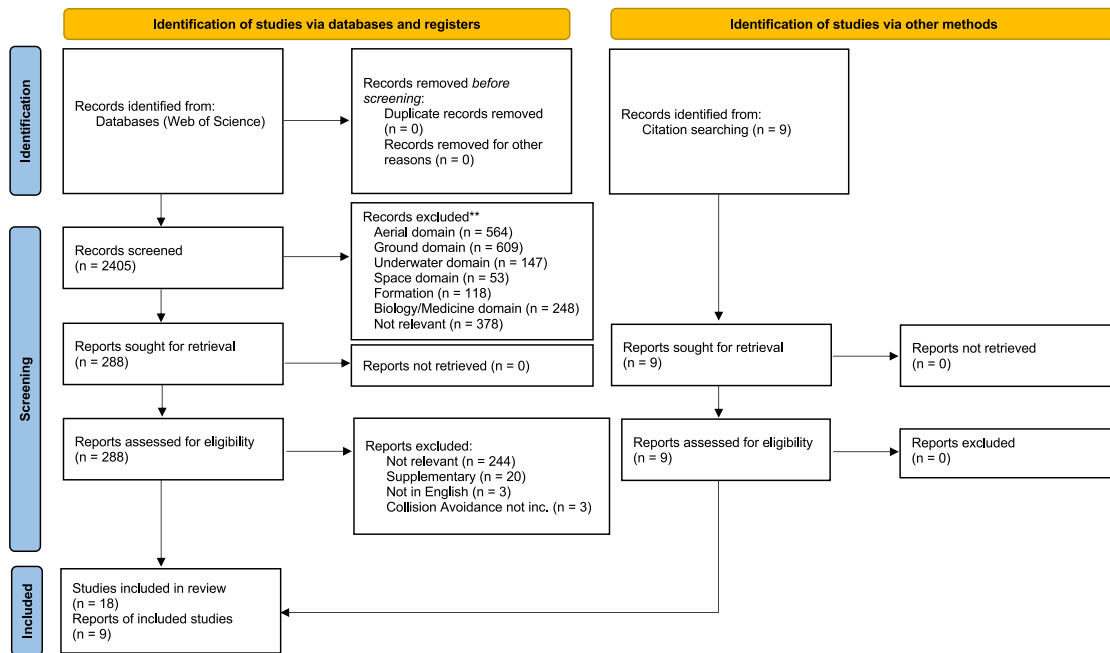 Identification of studies via databases and registers
Identification of studies via other methods
Identification
Records identified from:
Databases (Web of Science)
Records removed before
screening:
Duplicate records removed
(n = 0)
Records removed for other
reasons (n = 0)
Records identified from:
Citation searching (n = 9)
Screening
Records screened
(n = 2405)
Records excluded**
Aerial domain (n = 564)
Ground domain (n = 609)
Underwater domain (n = 147)
Space domain (n = 53)
Formation (n = 118)
Biology/Medicine domain (n = 248)
Not relevant (n = 378)
Reports sought for retrieval
(n = 288)
Reports not retrieved (n = 0)
Reports sought for retrieval
(n = 9)
Reports not retrieved
(n = 0)
Reports assessed for eligibility
(n = 288)
Reports excluded:
Not relevant (n = 244)
Supplementary (n = 20)
Not in English (n = 3)
Collision Avoidance not inc. (n = 3)
Reports assessed for eligibility
(n = 9)
Reports excluded
(n = 0)
Included
Studies included in review
(n = 18)
Reports of included studies
(n = 9)